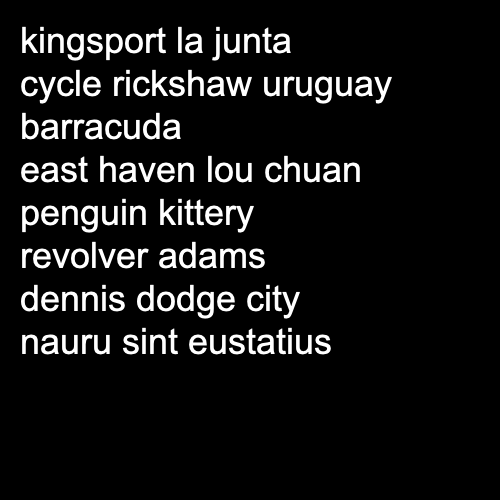 kingsport la junta
cycle rickshaw uruguay
barracuda
east haven lou chuan
penguin kittery
revolver adams
dennis dodge city
nauru sint eustatius